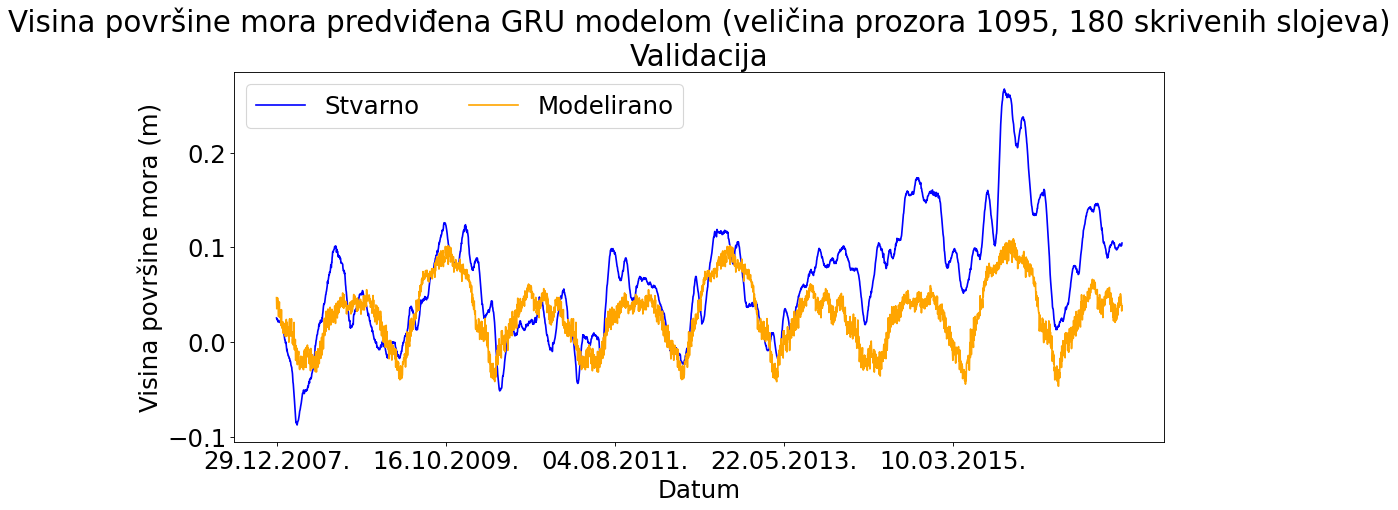 Visina površine mora predviđena GRU modelom (veličina prozora 1095, 180 skrivenih slojeva)
Validacija
Stvarno
Modelirano
Visina površine mora (m)
0.2
0.1
0.0
−0.1
29.12.2007.
16.10.2009.
04.08.2011.
22.05.2013.
10.03.2015.
Datum